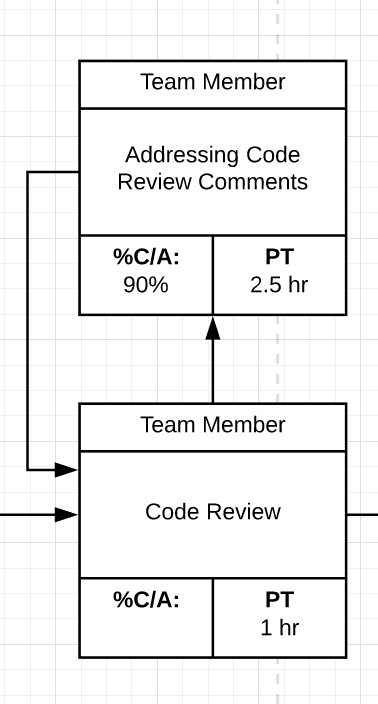 Team Member
Addressing Code
Review Comments
%C/A:
90%
PT
2.5 hr
Team Member
Code Review
%C/A:
PT
1 hr